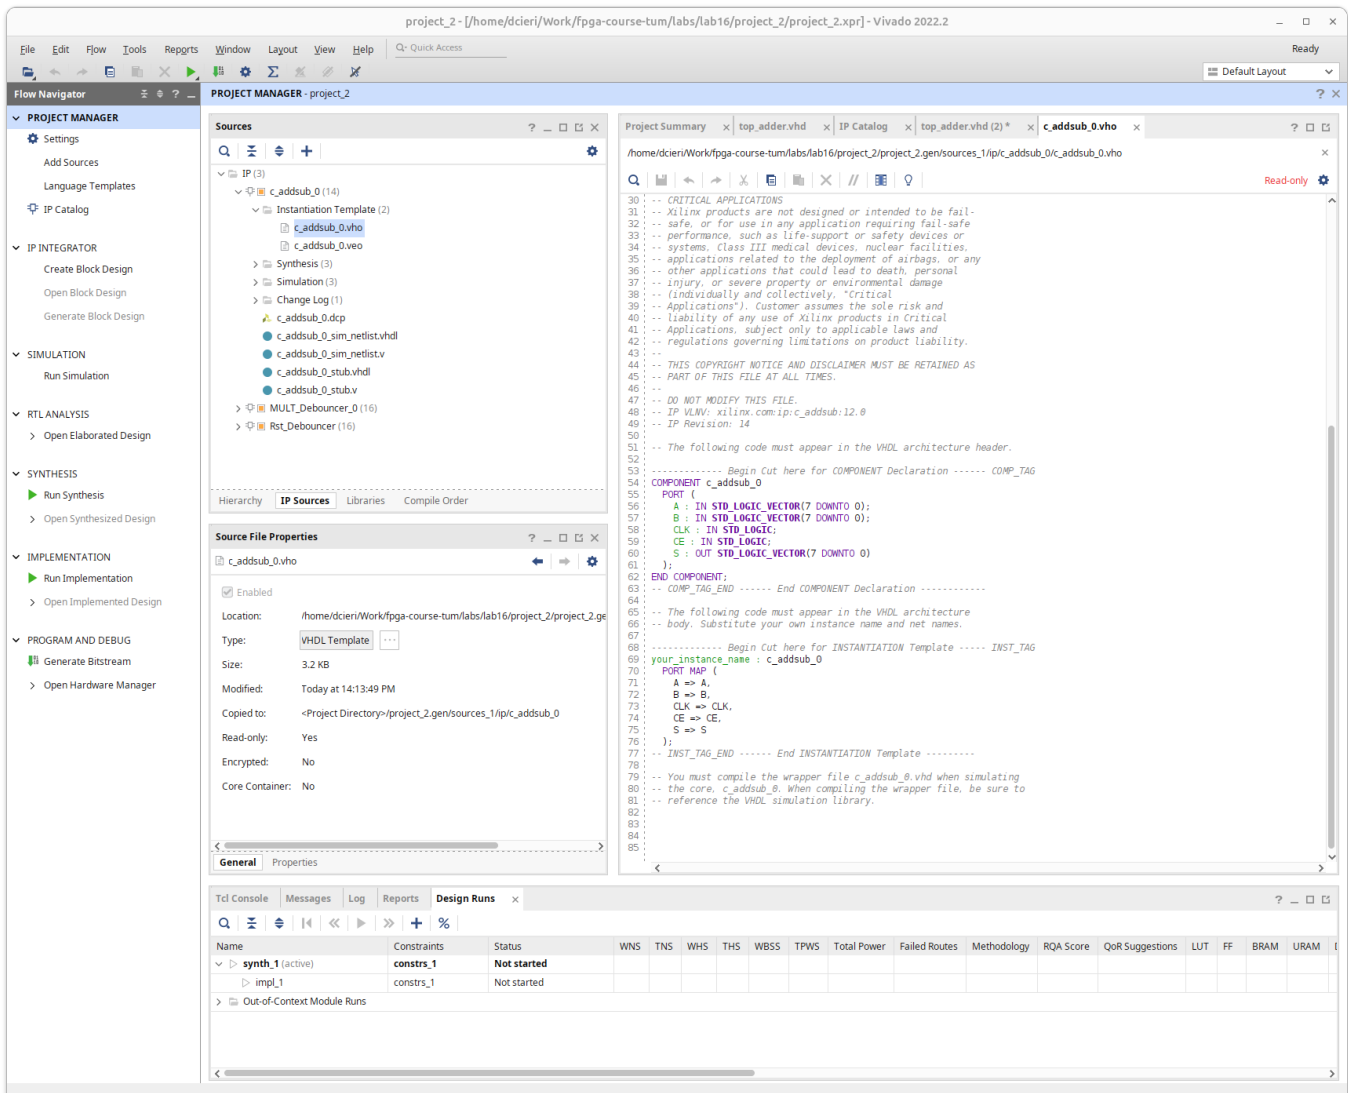 project_2 - [/home/dcieri/Work/fpga-course-tum/labs/lab16/project_2/project_2.xpr] - Vivado 2022.2
File Edit Flow Tools Reports Window Layout View Help Quick Access Ready
Default Layout
Flow Navigator
PROJECT MANAGER
Settings
Add Sources
Language Templates
IP Catalog
IP INTEGRATOR
Create Block Design
Open Block Design
Generate Block Design
SIMULATION
Run Simulation
RTL ANALYSIS
Open Elaborated Design
SYNTHESIS
Run Synthesis
Open Synthesized Design
IMPLEMENTATION
Run Implementation
Open Implemented Design
PROGRAM AND DEBUG
Generate Bitstream
Open Hardware Manager
PROJECT MANAGER - project_2
Sources
IP (3)
c_addsub_0 (14)
Instantiation Template (2)
c_addsub_0.vho
c_addsub_0.veo
Synthesis (3)
Simulation (3)
Change Log (1)
c_addsub_0.dcp
c_addsub_0_sim_netlist.vhdl
c_addsub_0_sim_netlist.v
c_addsub_0_stub.vhdl
c_addsub_0_stub.v
MULT_Debouncer_0 (16)
Rst_Debouncer (16)
Hierarchy IP Sources Libraries Compile Order
Source File Properties
c_addsub_0.vho
Enabled
Location: /home/dcieri/Work/fpga-course-tum/labs/lab16/project_2/project_2.ge
Type: VHDL Template ...
Size: 3.2 KB
Modified: Today at 14:13:49 PM
Copied to: <Project Directory>/project_2.gen/sources_1/ip/c_addsub_0
Read-only: Yes
Encrypted: No
Core Container: No
General Properties
Project Summary top_adder.vhd IP Catalog top_adder.vhd (2) * c_addsub_0.vho
/home/dcieri/Work/fpga-course-tum/labs/lab16/project_2/project_2.gen/sources_1/ip/c_addsub_0/c_addsub_0.vho
Read-only
30 -- CRITICAL APPLICATIONS
31 -- Xilinx products are not designed or intended to be fail-
32 -- safe, or for use in any application requiring fail-safe
33 -- performance, such as life-support or safety devices or
34 -- systems, Class III medical devices, nuclear facilities,
35 -- applications related to the deployment of airbags, or any
36 -- other applications that could lead to death, personal
37 -- injury, or severe property or environmental damage
38 -- (individually and collectively, "Critical
39 -- Applications"). Customer assumes the sole risk and
40 -- liability of any use of Xilinx products in Critical
41 -- Applications, subject only to applicable laws and
42 -- regulations governing limitations on product liability.
43 --
44 -- THIS COPYRIGHT NOTICE AND DISCLAIMER MUST BE RETAINED AS
45 -- PART OF THIS FILE AT ALL TIMES.
46 --
47 -- DO NOT MODIFY THIS FILE.
48 -- IP VLNV: xilinx.com:ip:c_addsub:12.0
49 -- IP Revision: 14
50
51 -- The following code must appear in the VHDL architecture header.
52
53 ------------- Begin Cut here for COMPONENT Declaration ------ COMP_TAG
54 COMPONENT c_addsub_0
55 PORT (
56 A : IN STD_LOGIC_VECTOR(7 DOWNTO 0);
57 B : IN STD_LOGIC_VECTOR(7 DOWNTO 0);
58 CLK : IN STD_LOGIC;
59 CE : IN STD_LOGIC;
60 S : OUT STD_LOGIC_VECTOR(7 DOWNTO 0)
61 );
62 END COMPONENT;
63 -- COMP_TAG_END ------ End COMPONENT Declaration ------------
64
65 -- The following code must appear in the VHDL architecture
66 -- body. Substitute your own instance name and net names.
67
68 ------------- Begin Cut here for INSTANTIATION Template ----- INST_TAG
69 your_instance_name : c_addsub_0
70 PORT MAP (
71 A => A,
72 B => B,
73 CLK => CLK,
74 CE => CE,
75 S => S
76 );
77 -- INST_TAG_END ------ End INSTANTIATION Template ---------
78
79 -- You must compile the wrapper file c_addsub_0.vhd when simulating
80 -- the core, c_addsub_0. When compiling the wrapper file, be sure to
81 -- reference the VHDL simulation library.
82
83
84
85
Tcl Console Messages Log Reports Design Runs
Name Constraints Status WNS TNS WHS THS WBSS TPWS Total Power Failed Routes Methodology RQA Score QoR Suggestions LUT FF BRAM URAM
synth_1 (active) constrs_1 Not started
impl_1 constrs_1 Not started
Out-of-Context Module Runs